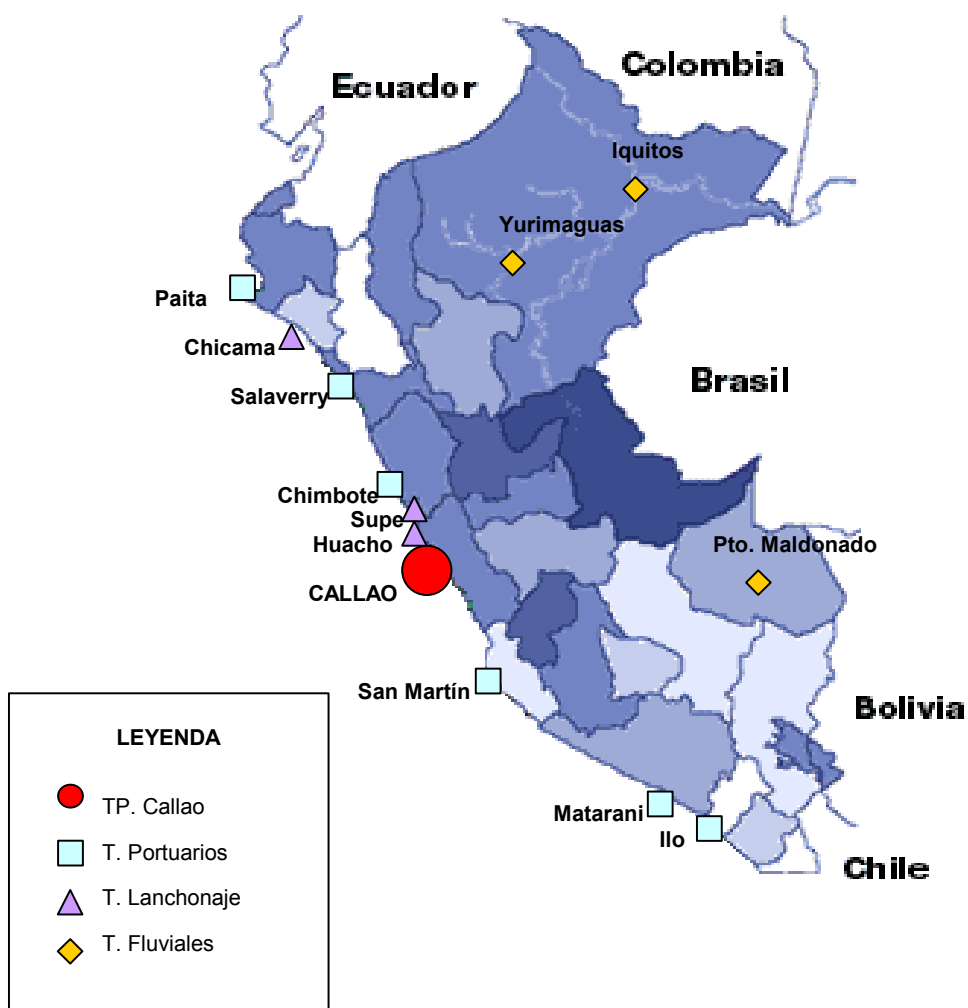 Colombia
Ecuador
Iquitos
Yurimaguas
Paita
Chicama
Brasil
Salaverry
Chimbote
Supe
Huacho
Pto. Maldonado
CALLAO
San Martín
Bolivia
Matarani
Ilo
Chile
LEYENDA
TP. Callao
T. Portuarios
T. Lanchonaje
T. Fluviales